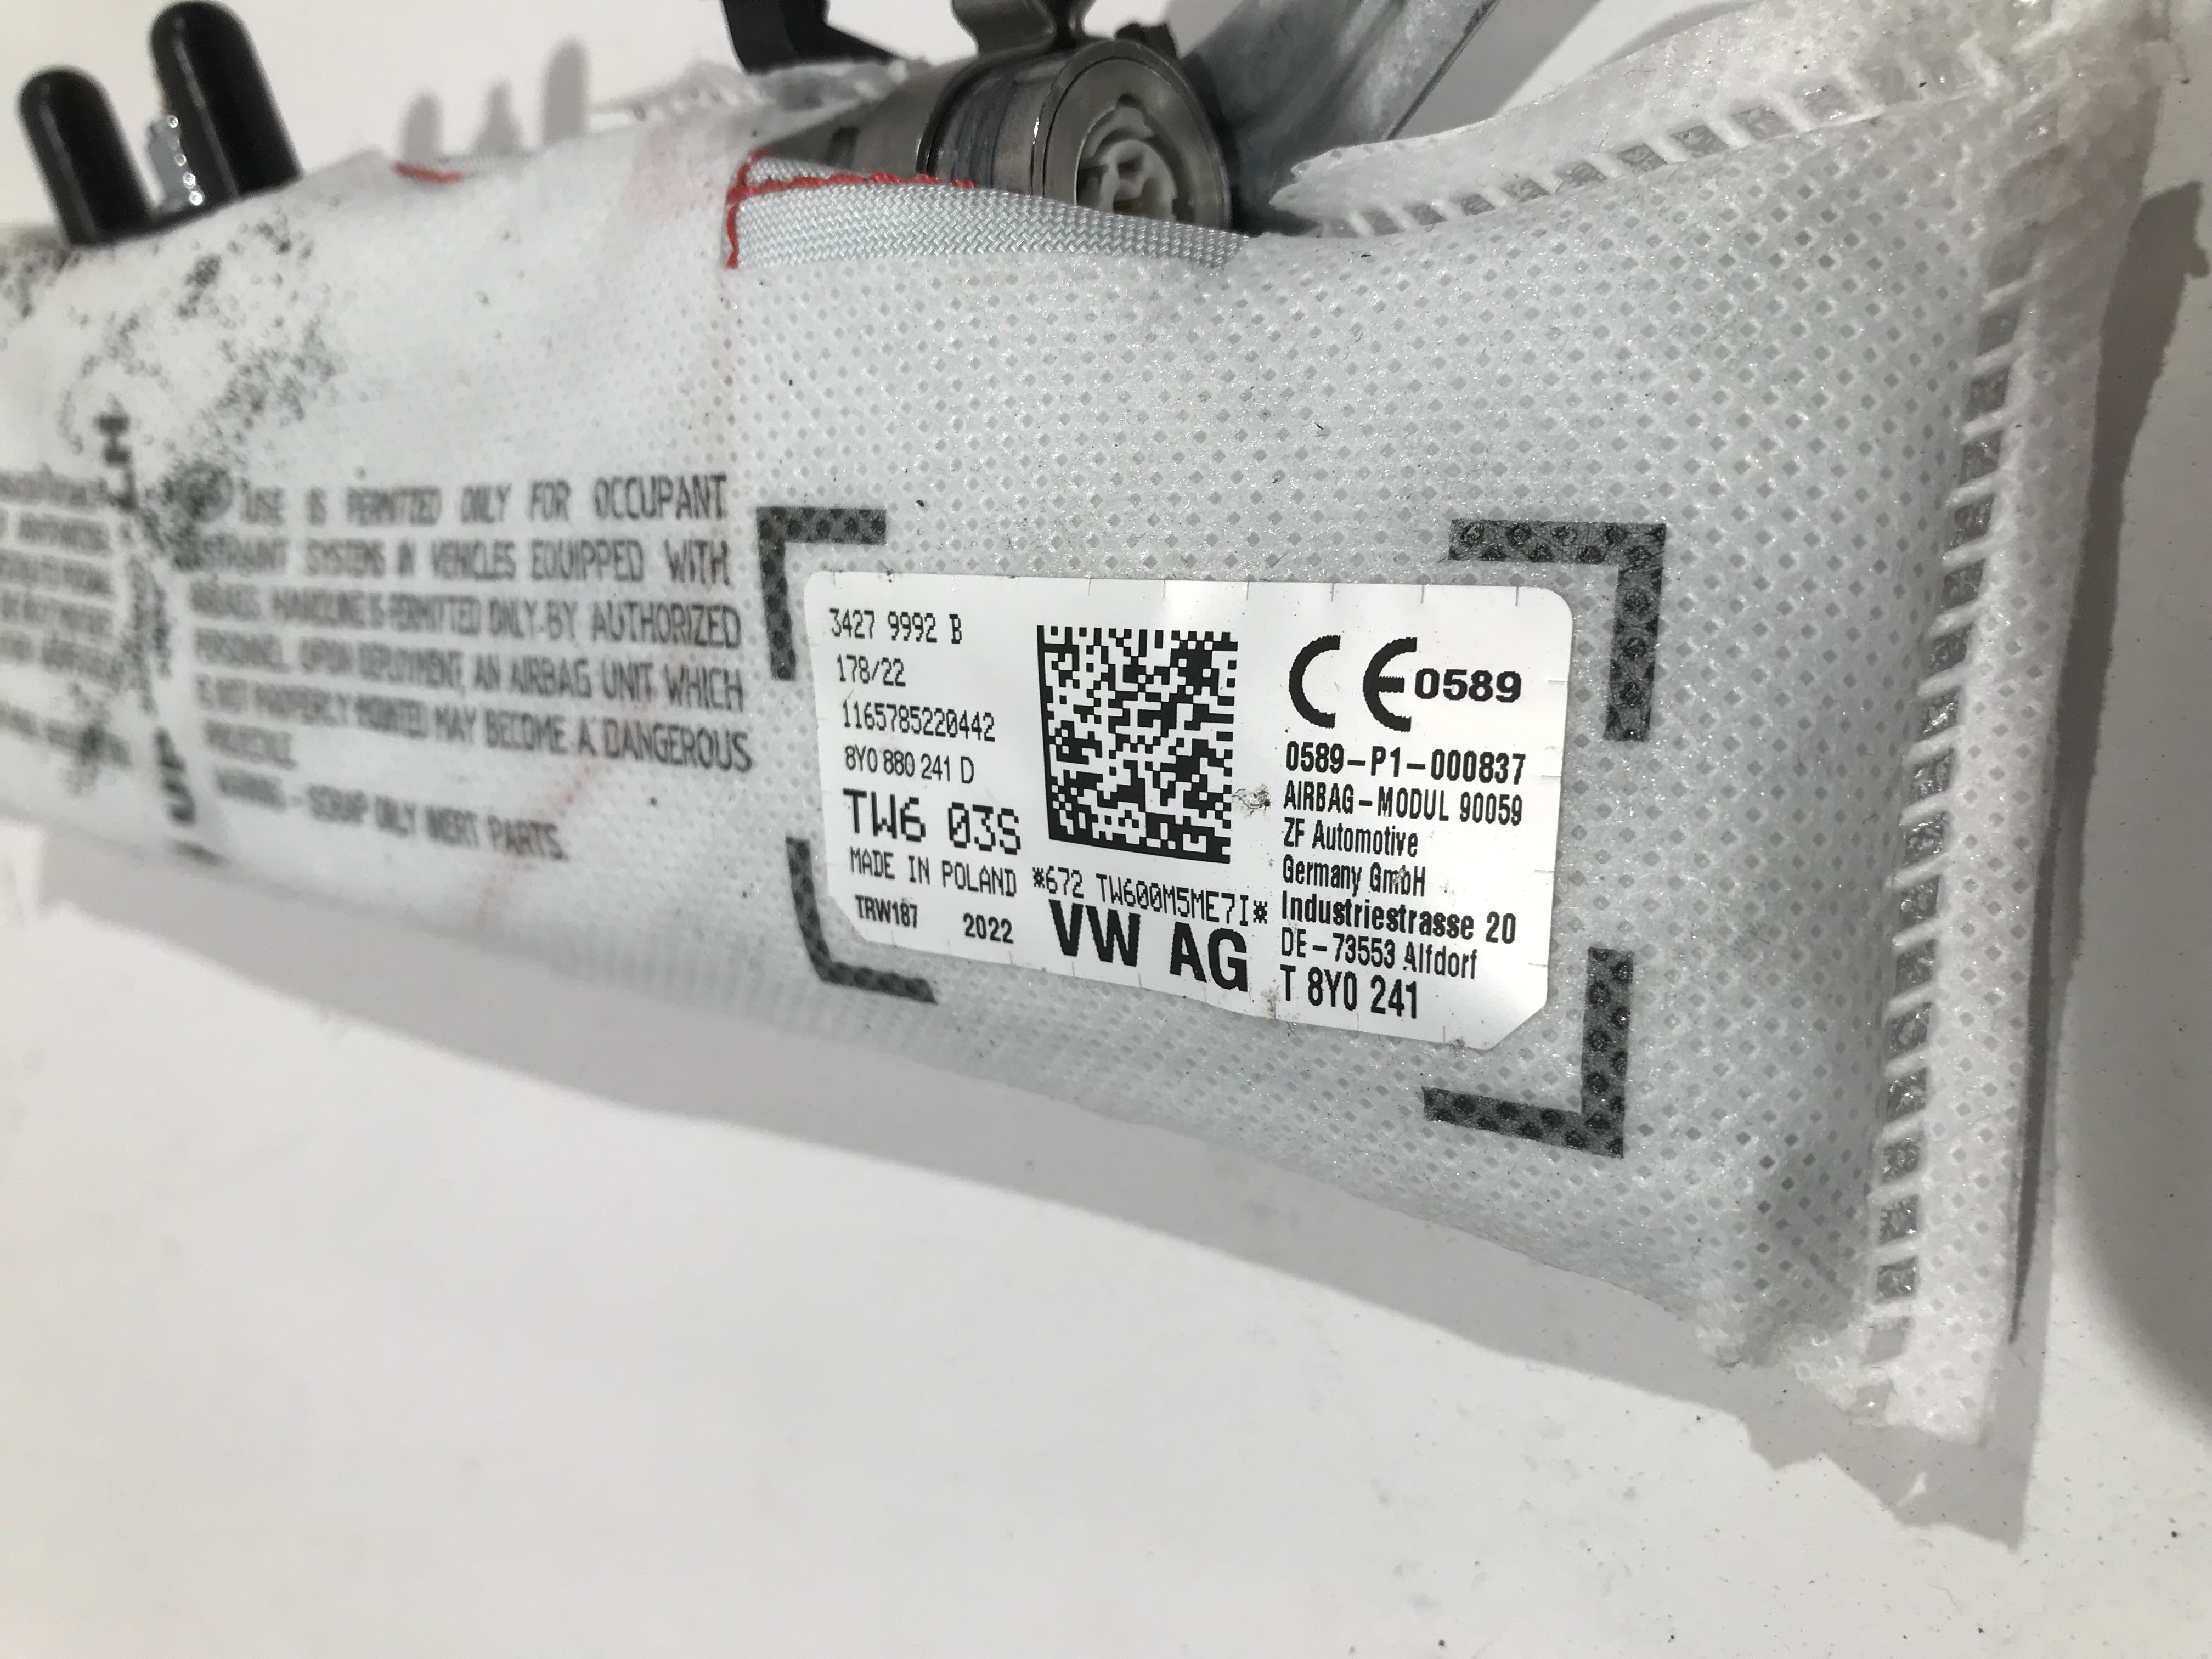 USE IS PERMITTED ONLY FOR OCCUPANT
SYSTEMS IN VEHICLES EQUIPPED WITH
AIRBAGS. HANDLING IS PERMITTED ONLY BY AUTHORIZED
PERSONNEL. UPON DEPLOYMENT, AN AIRBAG UNIT WHICH
IS NOT PROPERLY MOUNTED MAY BECOME A DANGEROUS
PROJECTILE.
WARNING - SCRAP ONLY INERT PARTS.
3427 9992 B
178/22
1165785220442
8Y0 880 241 D
TW6 03S
MADE IN POLAND
TRW187 2022
*672 TW600M5ME7I*
VW AG
CE 0589
0589-P1-000837
AIRBAG-MODUL 90059
ZF Automotive
Germany GmbH
Industriestrasse 20
DE-73553 Alfdorf
T 8Y0 241